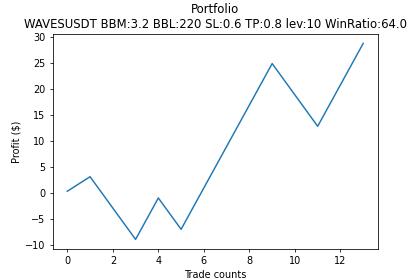 Portfolio
WAVESUSDT BBM:3.2 BBL:220 SL:0.6 TP:0.8 lev:10 WinRatio:64.0
30
25
20
15
10
5
0
−5
−10
Profit ($)
0 2 4 6 8 10 12
Trade counts